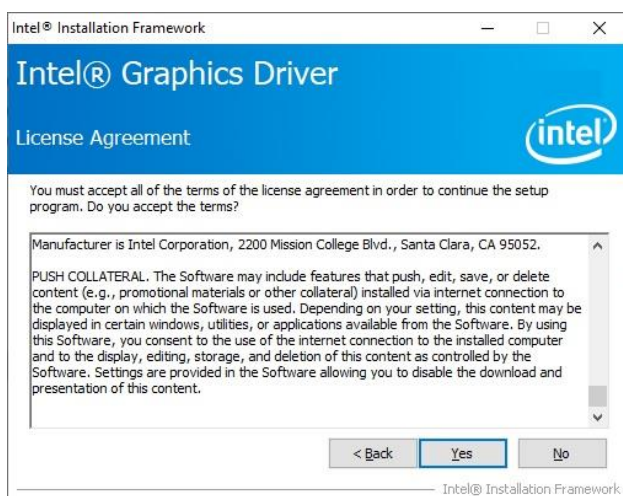 Intel® Installation Framework
Intel® Graphics Driver
License Agreement
intel
You must accept all of the terms of the license agreement in order to continue the setup
program. Do you accept the terms?
Manufacturer is Intel Corporation, 2200 Mission College Blvd., Santa Clara, CA 95052.
PUSH COLLATERAL. The Software may include features that push, edit, save, or delete
content (e.g., promotional materials or other collateral) installed via internet connection to
the computer on which the Software is used. Depending on your setting, this content may be
displayed in certain windows, utilities, or applications available from the Software. By using
this Software, you consent to the use of the internet connection to the installed computer
and to the display, editing, storage, and deletion of this content as controlled by the
Software. Settings are provided in the Software allowing you to disable the download and
presentation of this content.
< Back Yes No
Intel® Installation Framework